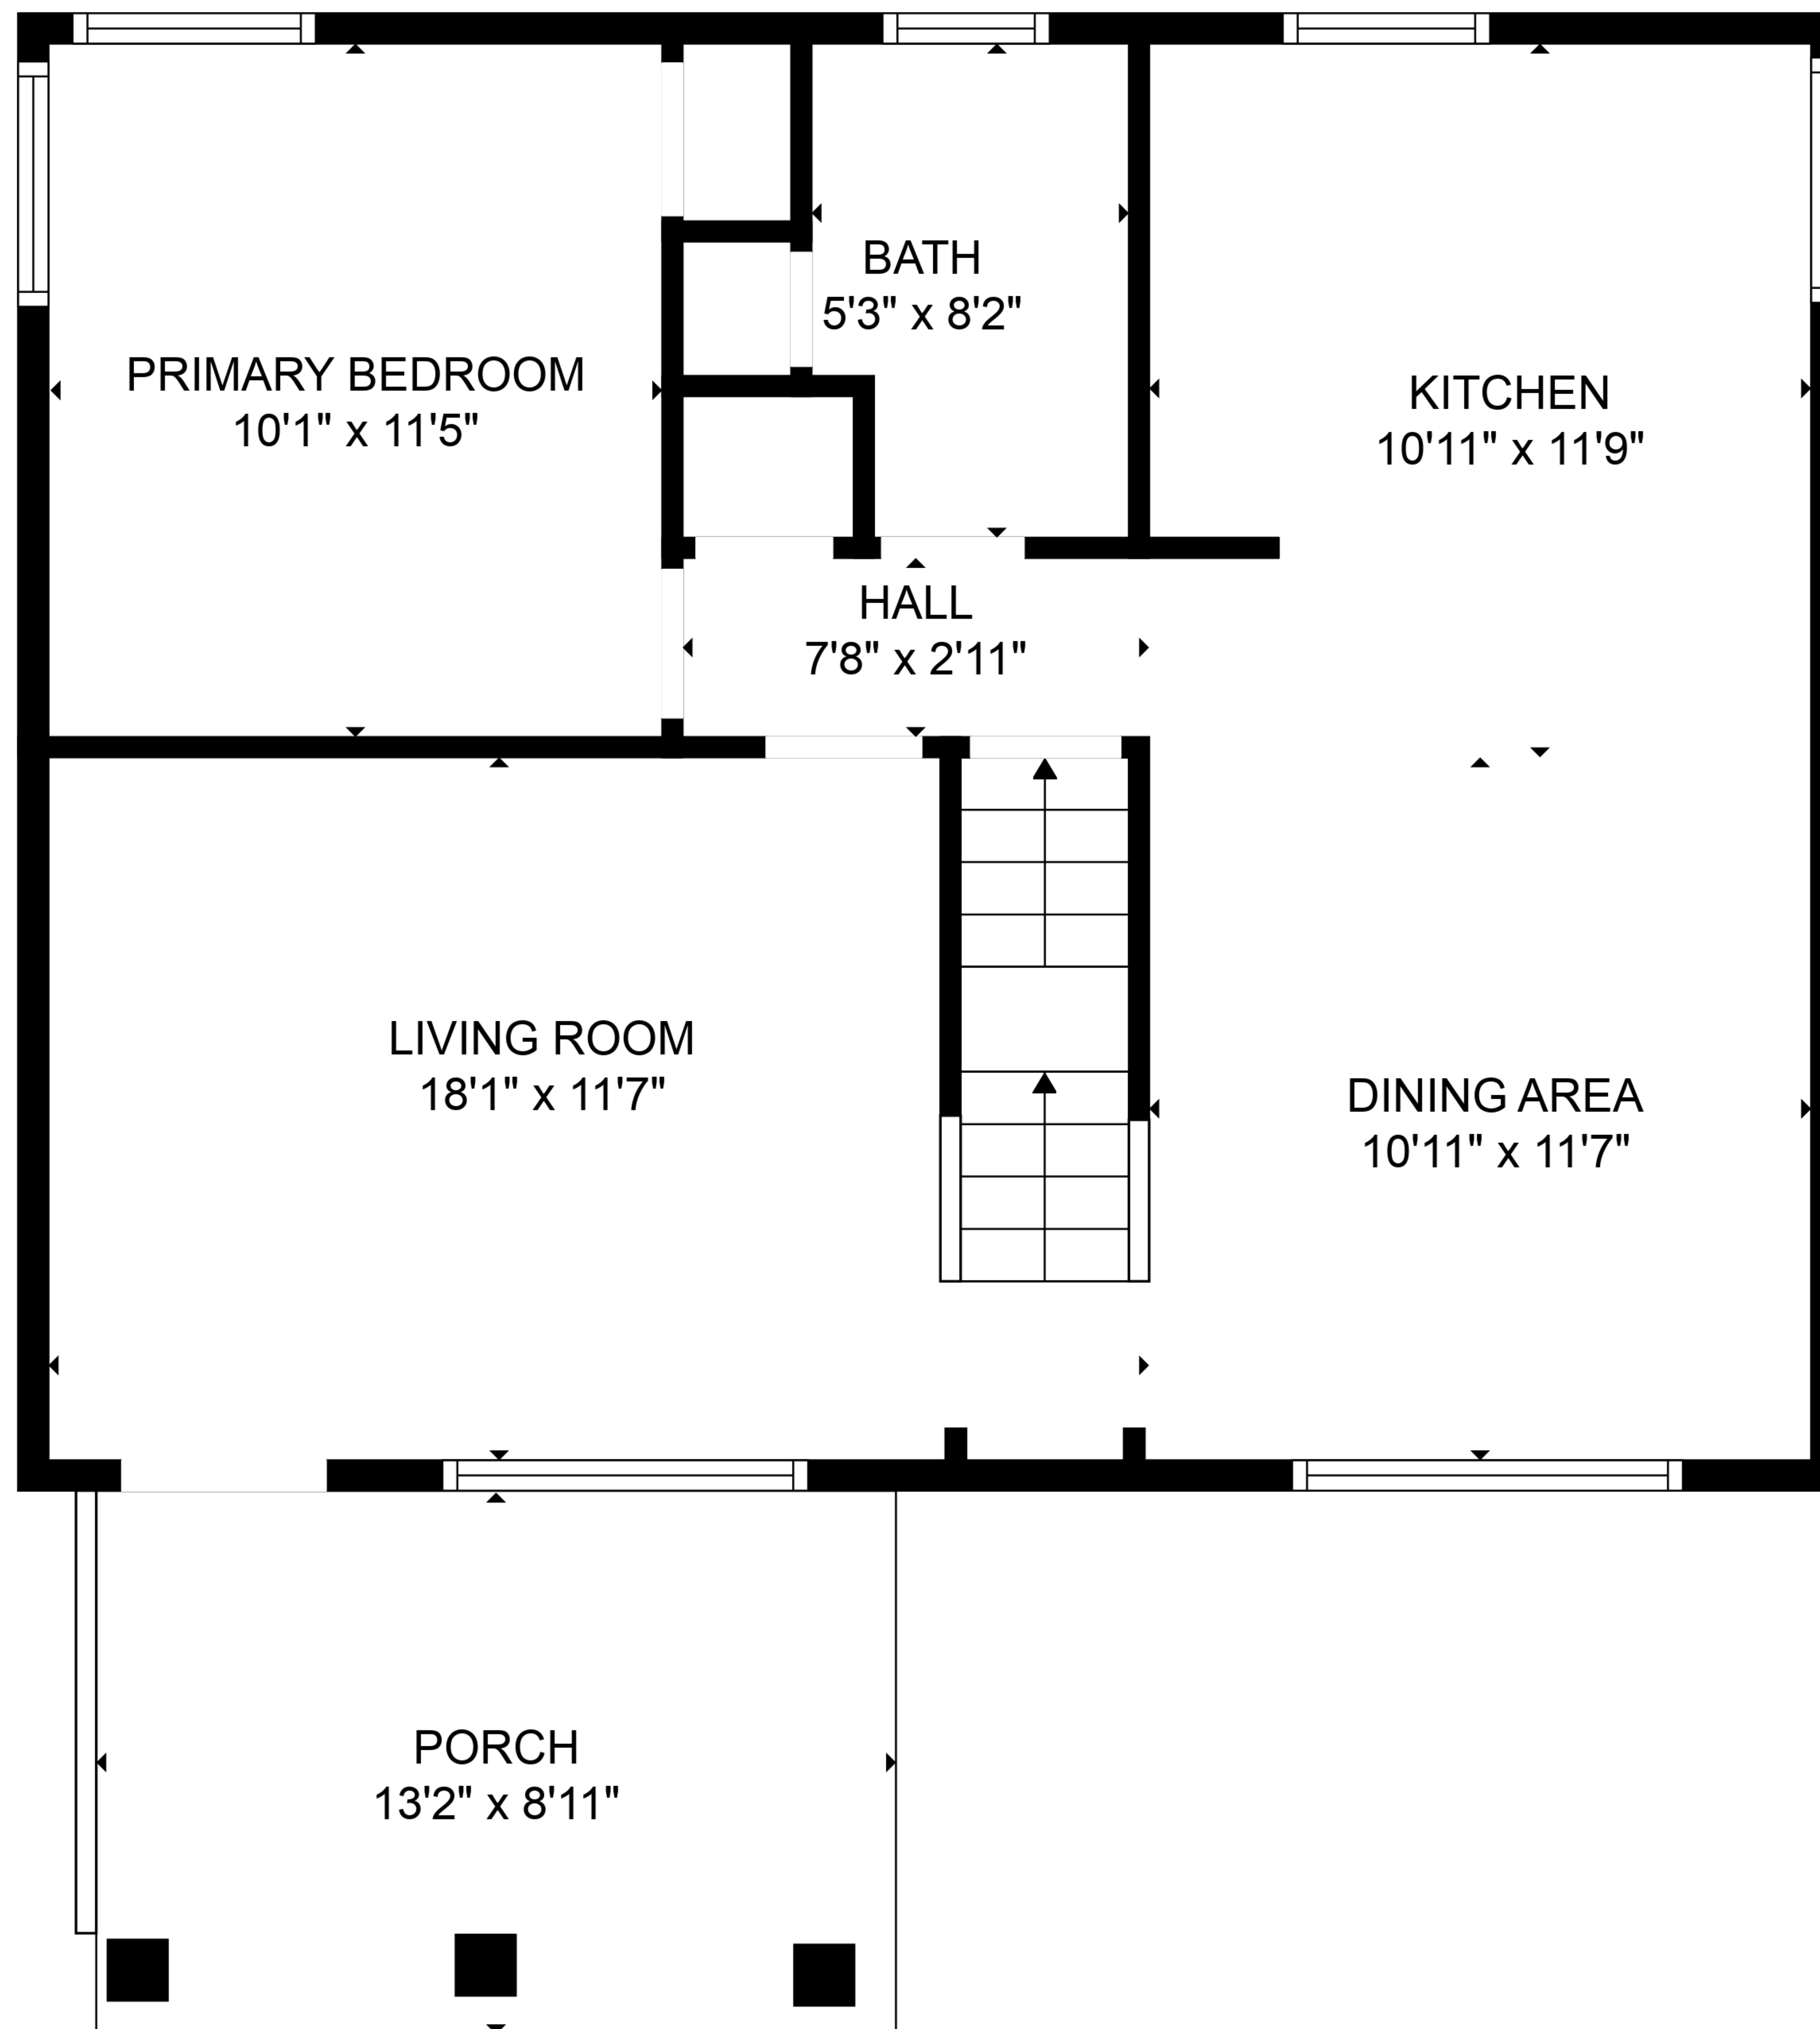 BATH
5'3" x 8'2"
PRIMARY BEDROOM
10'1" x 11'5"
KITCHEN
10'11" x 11'9"
HALL
7'8" x 2'11"
LIVING ROOM
18'1" x 11'7"
DINING AREA
10'11" x 11'7"
PORCH
13'2" x 8'11"